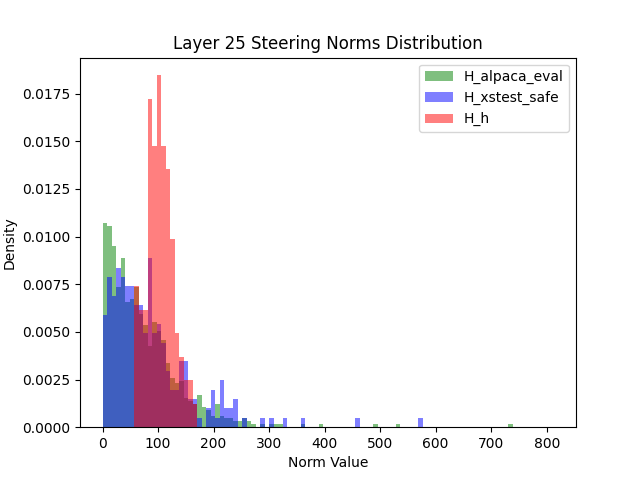 Layer 25 Steering Norms Distribution
H_alpaca_eval
H_xstest_safe
H_h
Density
0.0175
0.0150
0.0125
0.0100
0.0075
0.0050
0.0025
0.0000
0 100 200 300 400 500 600 700 800
Norm Value